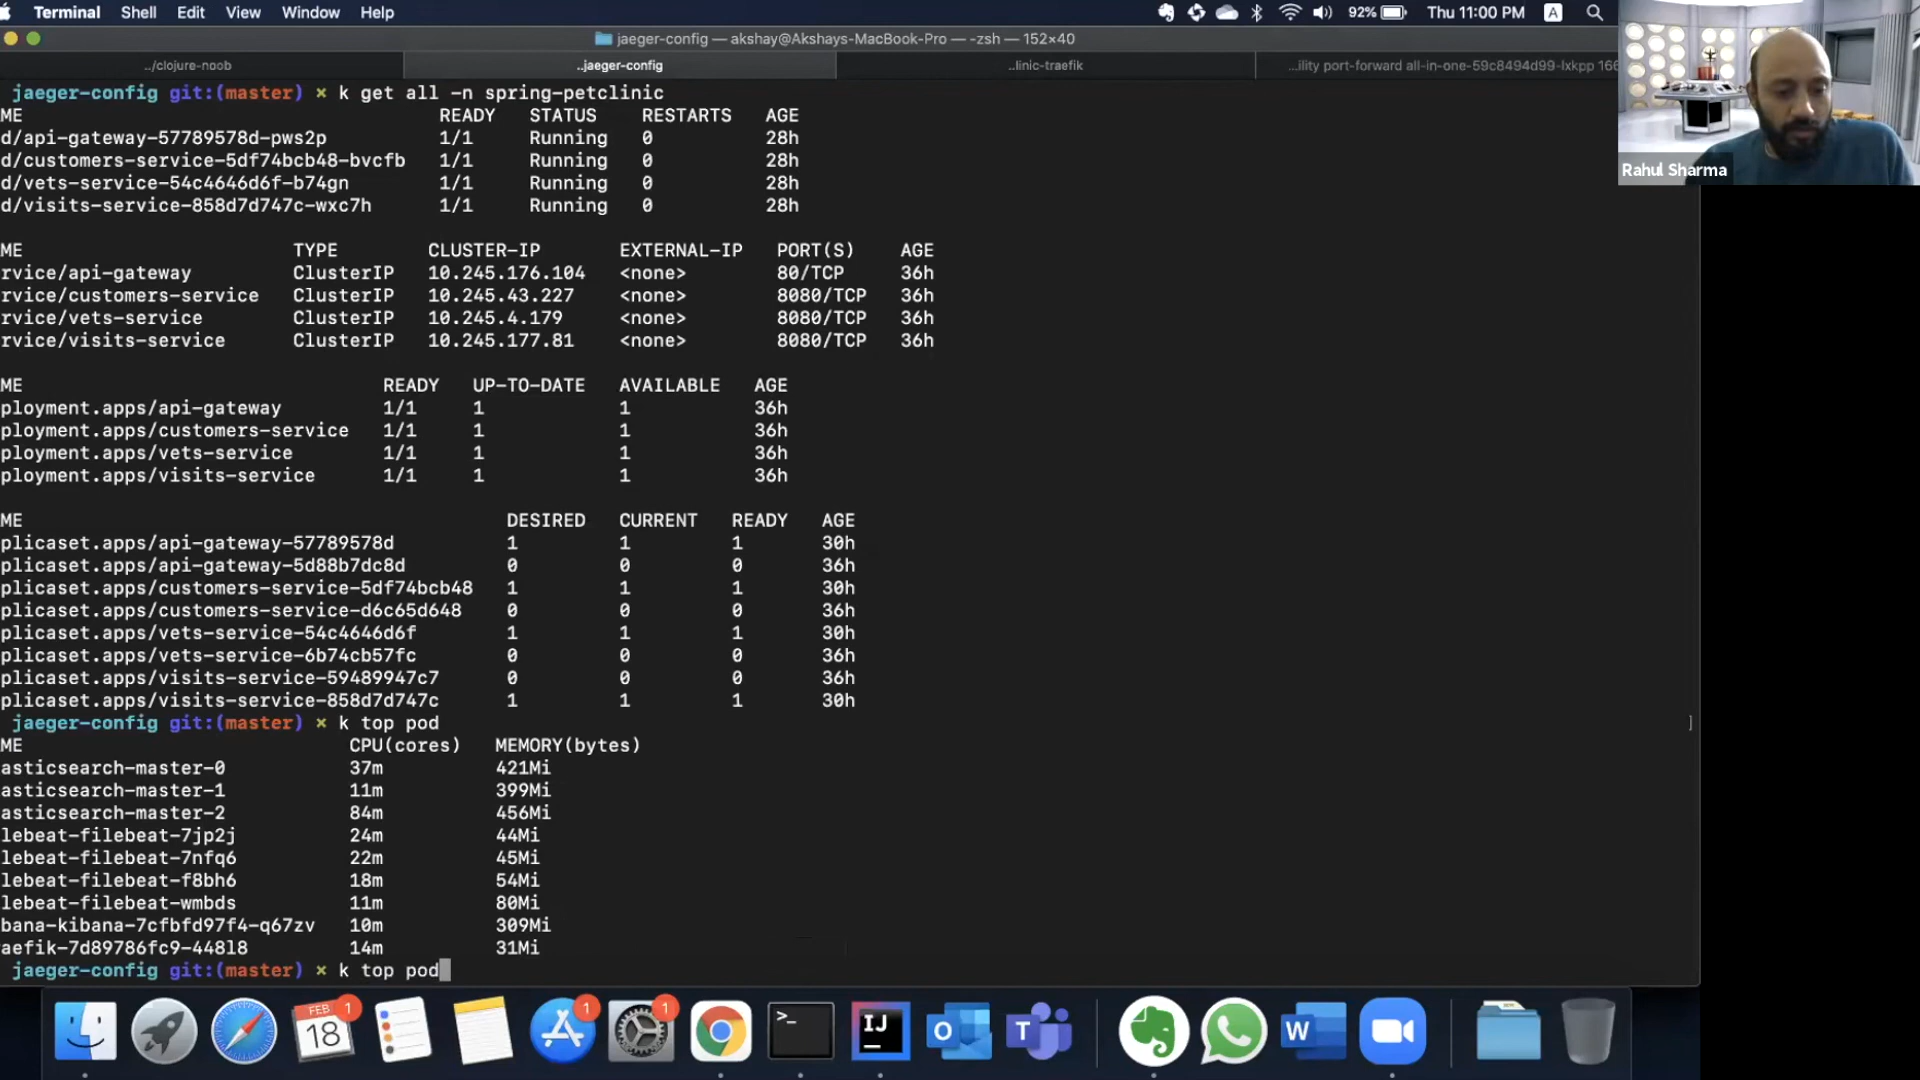 Terminal Shell Edit View Window Help 92% Thu 11:00 PM A
jaeger-config — akshay@Akshays-MacBook-Pro — -zsh — 152×40
../clojure-noob ..jaeger-config ..linic-traefik ...ility port-forward all-in-one-59c8494d99-lxkpp 166
jaeger-config git:(master) × k get all -n spring-petclinic
ME READY STATUS RESTARTS AGE
d/api-gateway-57789578d-pws2p 1/1 Running 0 28h
d/customers-service-5df74bcb48-bvcfb 1/1 Running 0 28h
d/vets-service-54c4646d6f-b74gn 1/1 Running 0 28h
d/visits-service-858d7d747c-wxc7h 1/1 Running 0 28h
ME TYPE CLUSTER-IP EXTERNAL-IP PORT(S) AGE
rvice/api-gateway ClusterIP 10.245.176.104 <none> 80/TCP 36h
rvice/customers-service ClusterIP 10.245.43.227 <none> 8080/TCP 36h
rvice/vets-service ClusterIP 10.245.4.179 <none> 8080/TCP 36h
rvice/visits-service ClusterIP 10.245.177.81 <none> 8080/TCP 36h
ME READY UP-TO-DATE AVAILABLE AGE
ployment.apps/api-gateway 1/1 1 1 36h
ployment.apps/customers-service 1/1 1 1 36h
ployment.apps/vets-service 1/1 1 1 36h
ployment.apps/visits-service 1/1 1 1 36h
ME DESIRED CURRENT READY AGE
plicaset.apps/api-gateway-57789578d 1 1 1 30h
plicaset.apps/api-gateway-5d88b7dc8d 0 0 0 36h
plicaset.apps/customers-service-5df74bcb48 1 1 1 30h
plicaset.apps/customers-service-d6c65d648 0 0 0 36h
plicaset.apps/vets-service-54c4646d6f 1 1 1 30h
plicaset.apps/vets-service-6b74cb57fc 0 0 0 36h
plicaset.apps/visits-service-59489947c7 0 0 0 36h
plicaset.apps/visits-service-858d7d747c 1 1 1 30h
jaeger-config git:(master) × k top pod ]
ME CPU(cores) MEMORY(bytes)
asticsearch-master-0 37m 421Mi
asticsearch-master-1 11m 399Mi
asticsearch-master-2 84m 456Mi
lebeat-filebeat-7jp2j 24m 44Mi
lebeat-filebeat-7nfq6 22m 45Mi
lebeat-filebeat-f8bh6 18m 54Mi
lebeat-filebeat-wmbds 11m 80Mi
bana-kibana-7cfbfd97f4-q67zv 10m 309Mi
aefik-7d89786fc9-448l8 14m 31Mi
jaeger-config git:(master) × k top pod
Rahul Sharma
FEB 1 1 1
18 >_ IJ O T W